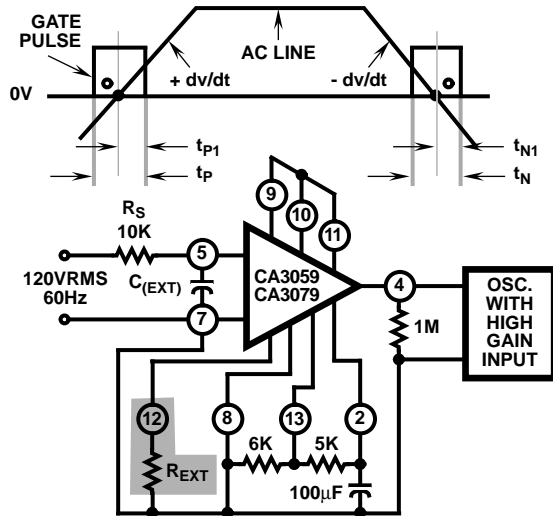 GATE
PULSE
AC LINE
+ dv/dt
- dv/dt
0V
tP1
tP
tN1
tN
9
10
11
RS
10K
5
120VRMS
60Hz
C(EXT)
7
CA3059
CA3079
4
1M
OSC.
WITH
HIGH
GAIN
INPUT
12
8
13
2
REXT
6K
5K
100μF